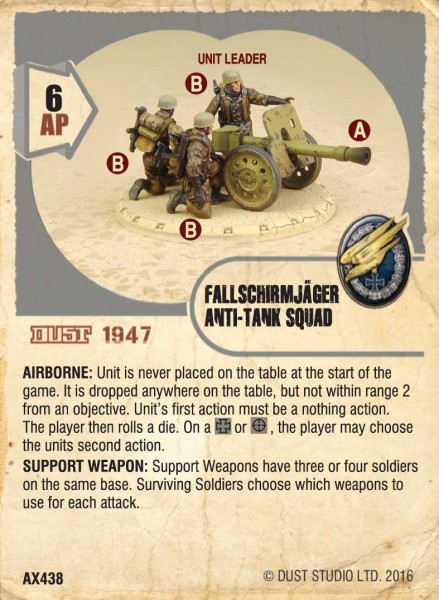 UNIT LEADER
6
AP
B
A
B
B
FALLSCHIRMJÄGER
ANTI-TANK SQUAD
DUST 1947
AIRBORNE: Unit is never placed on the table at the start of the
game. It is dropped anywhere on the table, but not within range 2
from an objective. Unit's first action must be a nothing action.
The player then rolls a die. On a or , the player may choose
the units second action.
SUPPORT WEAPON: Support Weapons have three or four soldiers
on the same base. Surviving Soldiers choose which weapons to
use for each attack.
AX438
© DUST STUDIO LTD. 2016